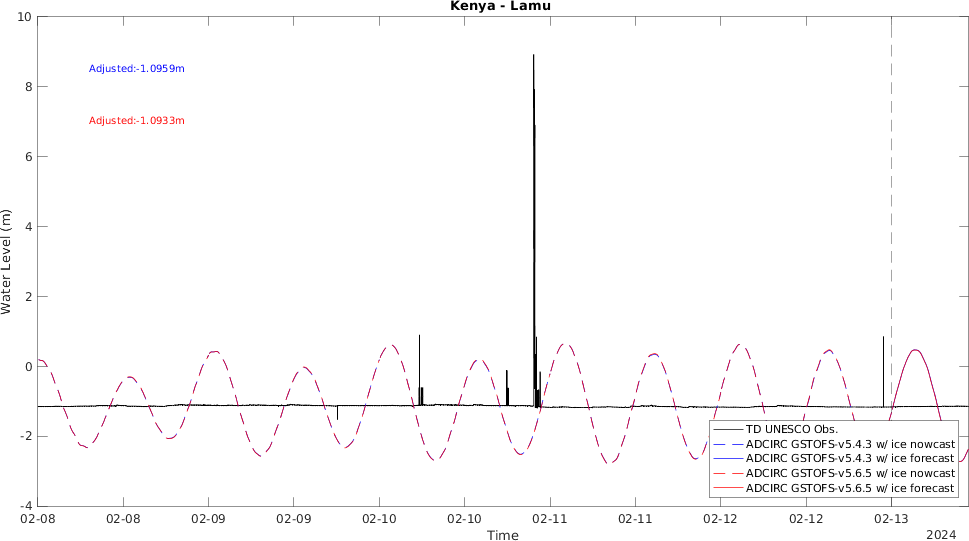 Kenya - Lamu
10
8
6
4
2
0
-2
-4
Water Level (m)
Adjusted:-1.0959m
Adjusted:-1.0933m
TD UNESCO Obs.
ADCIRC GSTOFS-v5.4.3 w/ ice nowcast
ADCIRC GSTOFS-v5.4.3 w/ ice forecast
ADCIRC GSTOFS-v5.6.5 w/ ice nowcast
ADCIRC GSTOFS-v5.6.5 w/ ice forecast
02-08 02-08 02-09 02-09 02-10 02-10 02-11 02-11 02-12 02-12 02-13
Time
2024